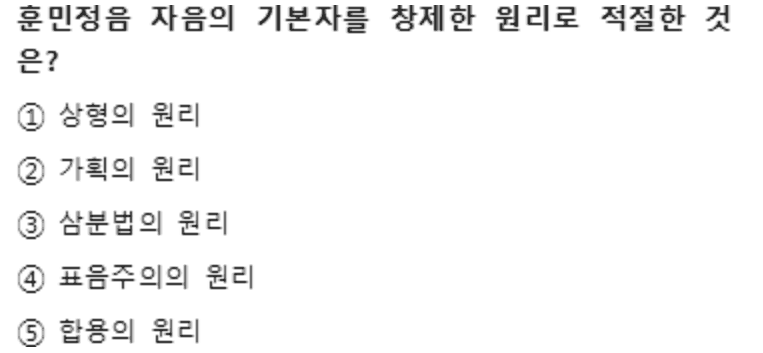 훈민정음 자음의 기본자를 창제한 원리로 적절한 것
은?
① 상형의 원리
② 가획의 원리
③ 삼분법의 원리
④ 표음주의의 원리
⑤ 합용의 원리